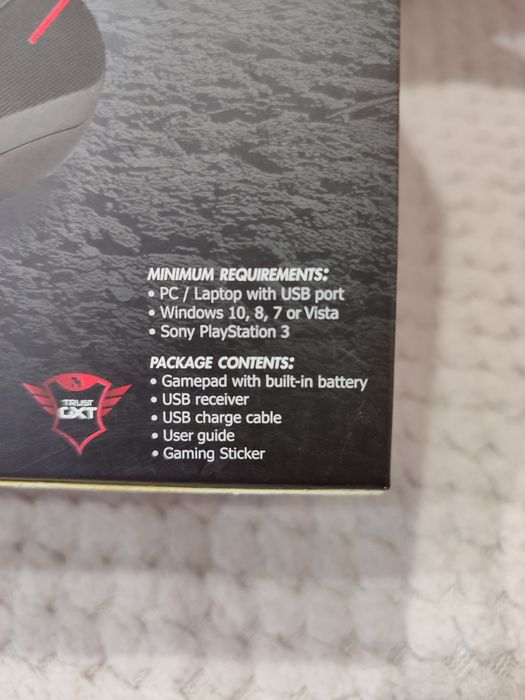 MINIMUM REQUIREMENTS:
• PC / Laptop with USB port
• Windows 10, 8, 7 or Vista
• Sony PlayStation 3
PACKAGE CONTENTS:
• Gamepad with built-in battery
• USB receiver
• USB charge cable
• User guide
• Gaming Sticker
TRUST
GXT